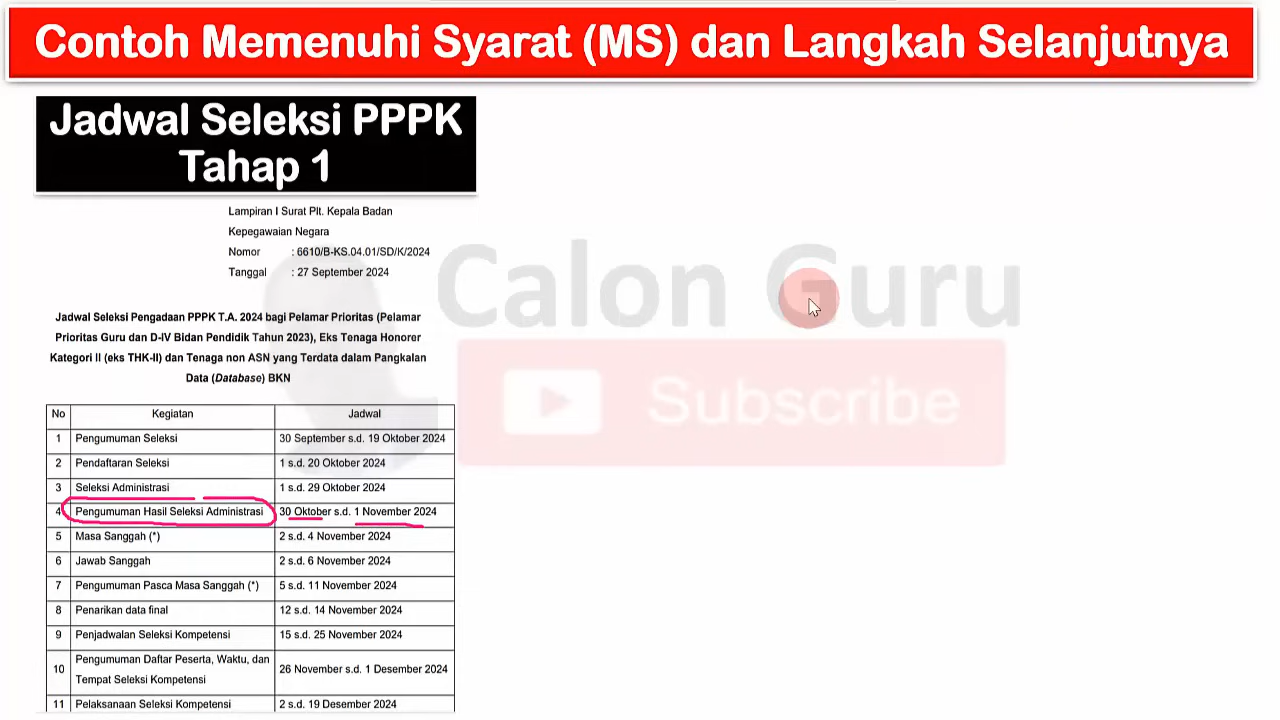 Contoh Memenuhi Syarat (MS) dan Langkah Selanjutnya
Jadwal Seleksi PPPK
Tahap 1
Lampiran I Surat Plt. Kepala Badan
Kepegawaian Negara
Nomor : 6610/B-KS.04.01/SD/K/2024
Tanggal : 27 September 2024
Calon Guru
Subscribe
Jadwal Seleksi Pengadaan PPPK T.A. 2024 bagi Pelamar Prioritas (Pelamar
Prioritas Guru dan D-IV Bidan Pendidik Tahun 2023), Eks Tenaga Honorer
Kategori II (eks THK-II) dan Tenaga non ASN yang Terdata dalam Pangkalan
Data (Database) BKN
No Kegiatan Jadwal
1 Pengumuman Seleksi 30 September s.d. 19 Oktober 2024
2 Pendaftaran Seleksi 1 s.d. 20 Oktober 2024
3 Seleksi Administrasi 1 s.d. 29 Oktober 2024
4 Pengumuman Hasil Seleksi Administrasi 30 Oktober s.d. 1 November 2024
5 Masa Sanggah (*) 2 s.d. 4 November 2024
6 Jawab Sanggah 2 s.d. 6 November 2024
7 Pengumuman Pasca Masa Sanggah (*) 5 s.d. 11 November 2024
8 Penarikan data final 12 s.d. 14 November 2024
9 Penjadwalan Seleksi Kompetensi 15 s.d. 25 November 2024
10 Pengumuman Daftar Peserta, Waktu, dan
Tempat Seleksi Kompetensi 26 November s.d. 1 Desember 2024
11 Pelaksanaan Seleksi Kompetensi 2 s.d. 19 Desember 2024